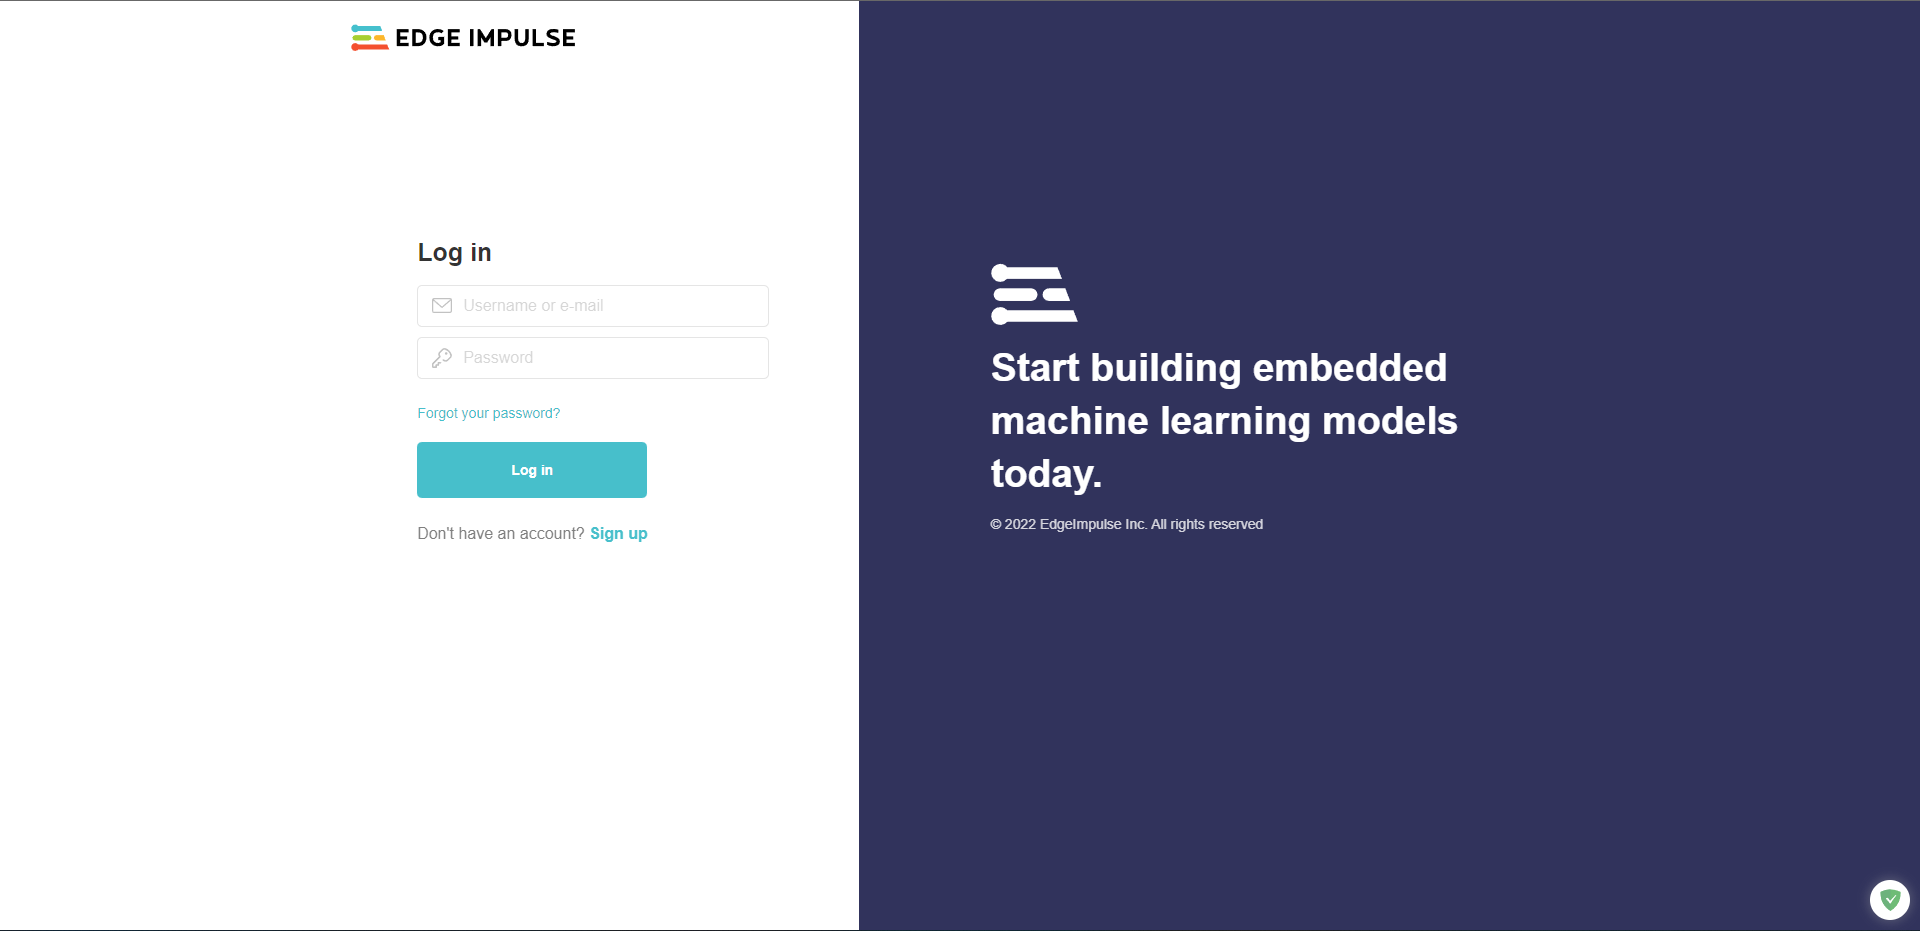 EDGE IMPULSE
Log in
Username or e-mail
Password
Forgot your password?
Log in
Don't have an account? Sign up
Start building embedded
machine learning models
today.
© 2022 EdgeImpulse Inc. All rights reserved